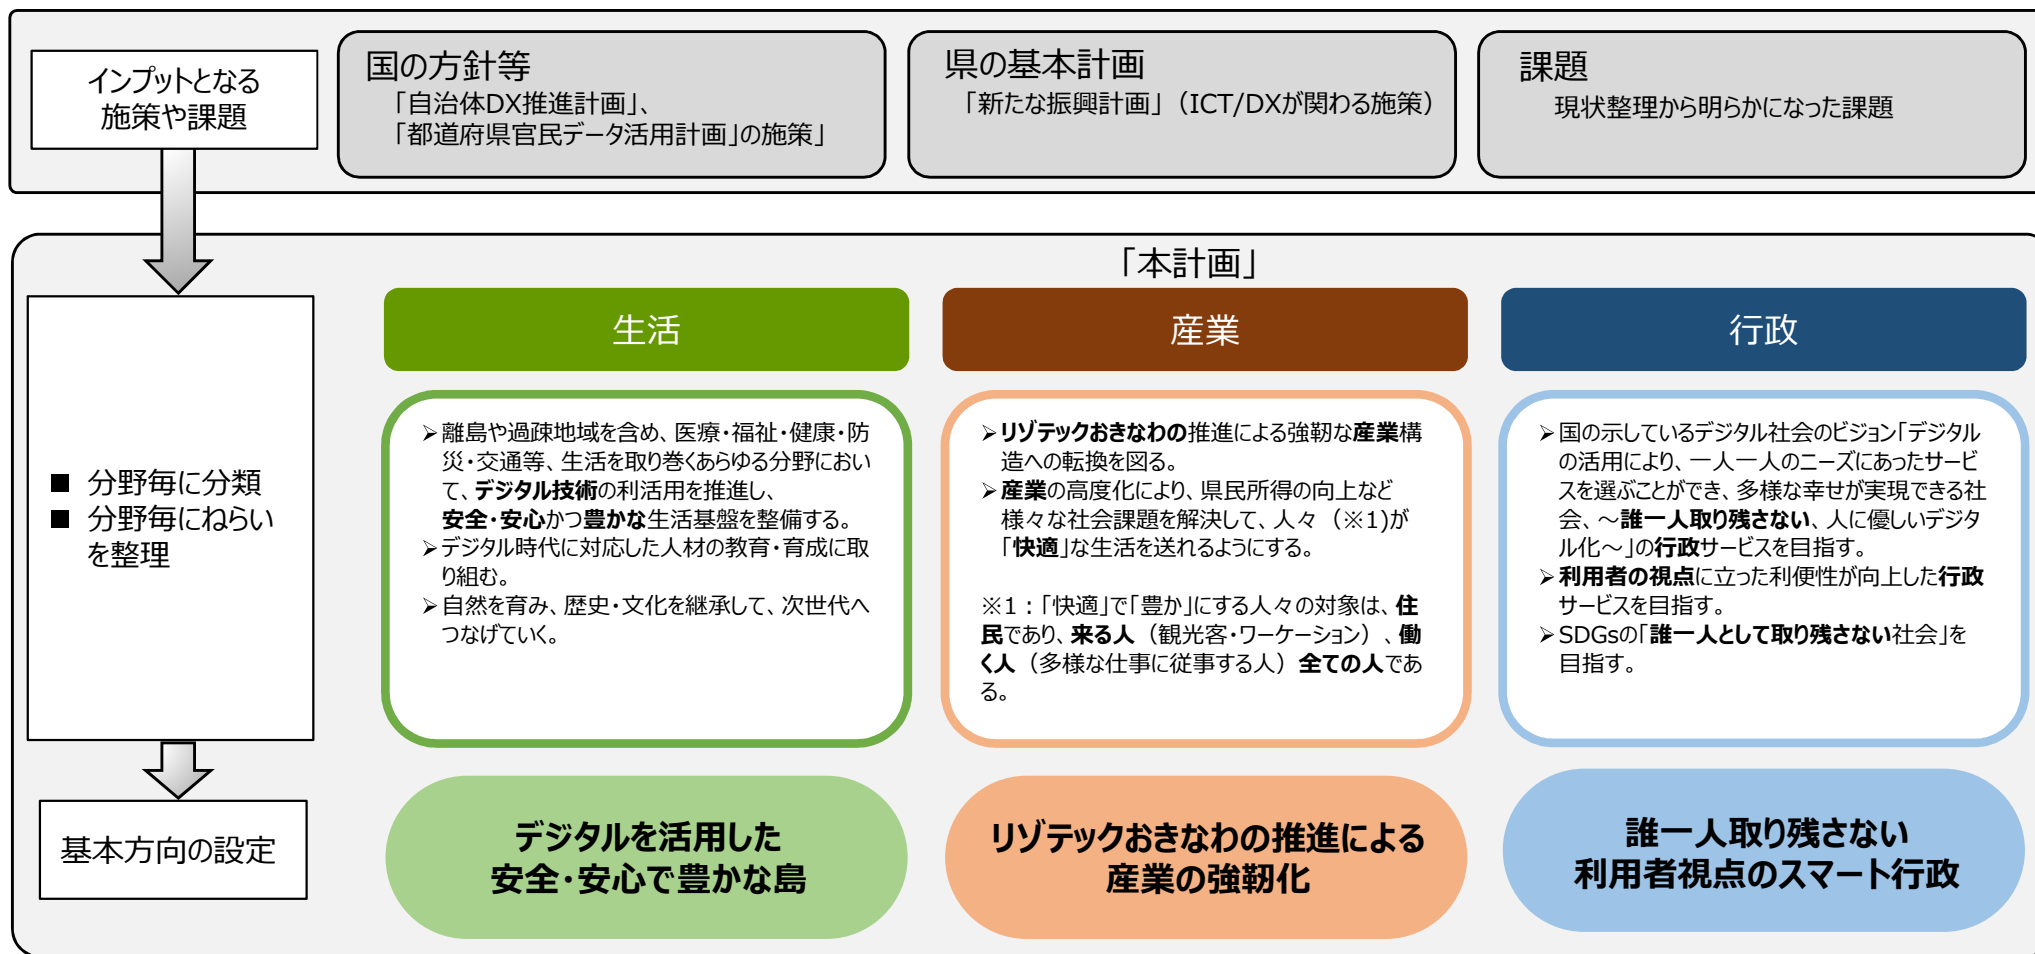 インプットとなる
施策や課題
国の方針等
「自治体DX推進計画」、
「都道府県官民データ活用計画」の施策」
県の基本計画
「新たな振興計画」（ICT/DXが関わる施策）
課題
現状整理から明らかになった課題
「本計画」
■ 分野毎に分類
■ 分野毎にねらい
を整理
生活
➢離島や過疎地域を含め、医療・福祉・健康・防
災・交通等、生活を取り巻くあらゆる分野におい
て、デジタル技術の利活用を推進し、
安全・安心かつ豊かな生活基盤を整備する。
➢デジタル時代に対応した人材の教育・育成に取
り組む。
➢自然を育み、歴史・文化を継承して、次世代へ
つなげていく。
産業
➢リゾテックおきなわの推進による強靭な産業構
造への転換を図る。
➢産業の高度化により、県民所得の向上など
様々な社会課題を解決して、人々（※1)が
「快適」な生活を送れるようにする。
※1：「快適」で「豊か」にする人々の対象は、住
民であり、来る人（観光客・ワーケーション）、働
く人（多様な仕事に従事する人）全ての人であ
る。
行政
➢国の示しているデジタル社会のビジョン「デジタル
の活用により、一人一人のニーズにあったサービ
スを選ぶことができ、多様な幸せが実現できる社
会、～誰一人取り残さない、人に優しいデジタ
ル化～」の行政サービスを目指す。
➢利用者の視点に立った利便性が向上した行政
サービスを目指す。
➢SDGsの「誰一人として取り残さない社会」を
目指す。
基本方向の設定
デジタルを活用した
安全・安心で豊かな島
リゾテックおきなわの推進による
産業の強靭化
誰一人取り残さない
利用者視点のスマート行政